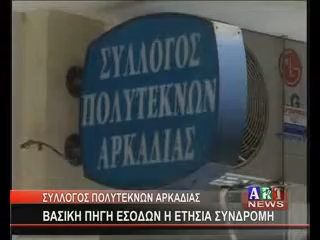 ΣΥΛΛΟΓΟΣ
ΠΟΛΥΤΕΚΝΩΝ
ΑΡΚΑΔΙΑΣ
LG
ΣΥΛΛΟΓΟΣ ΠΟΛΥΤΕΚΝΩΝ ΑΡΚΑΔΙΑΣ
ΒΑΣΙΚΗ ΠΗΓΗ ΕΣΟΔΩΝ Η ΕΤΗΣΙΑ ΣΥΝΔΡΟΜΗ
ART
NEWS